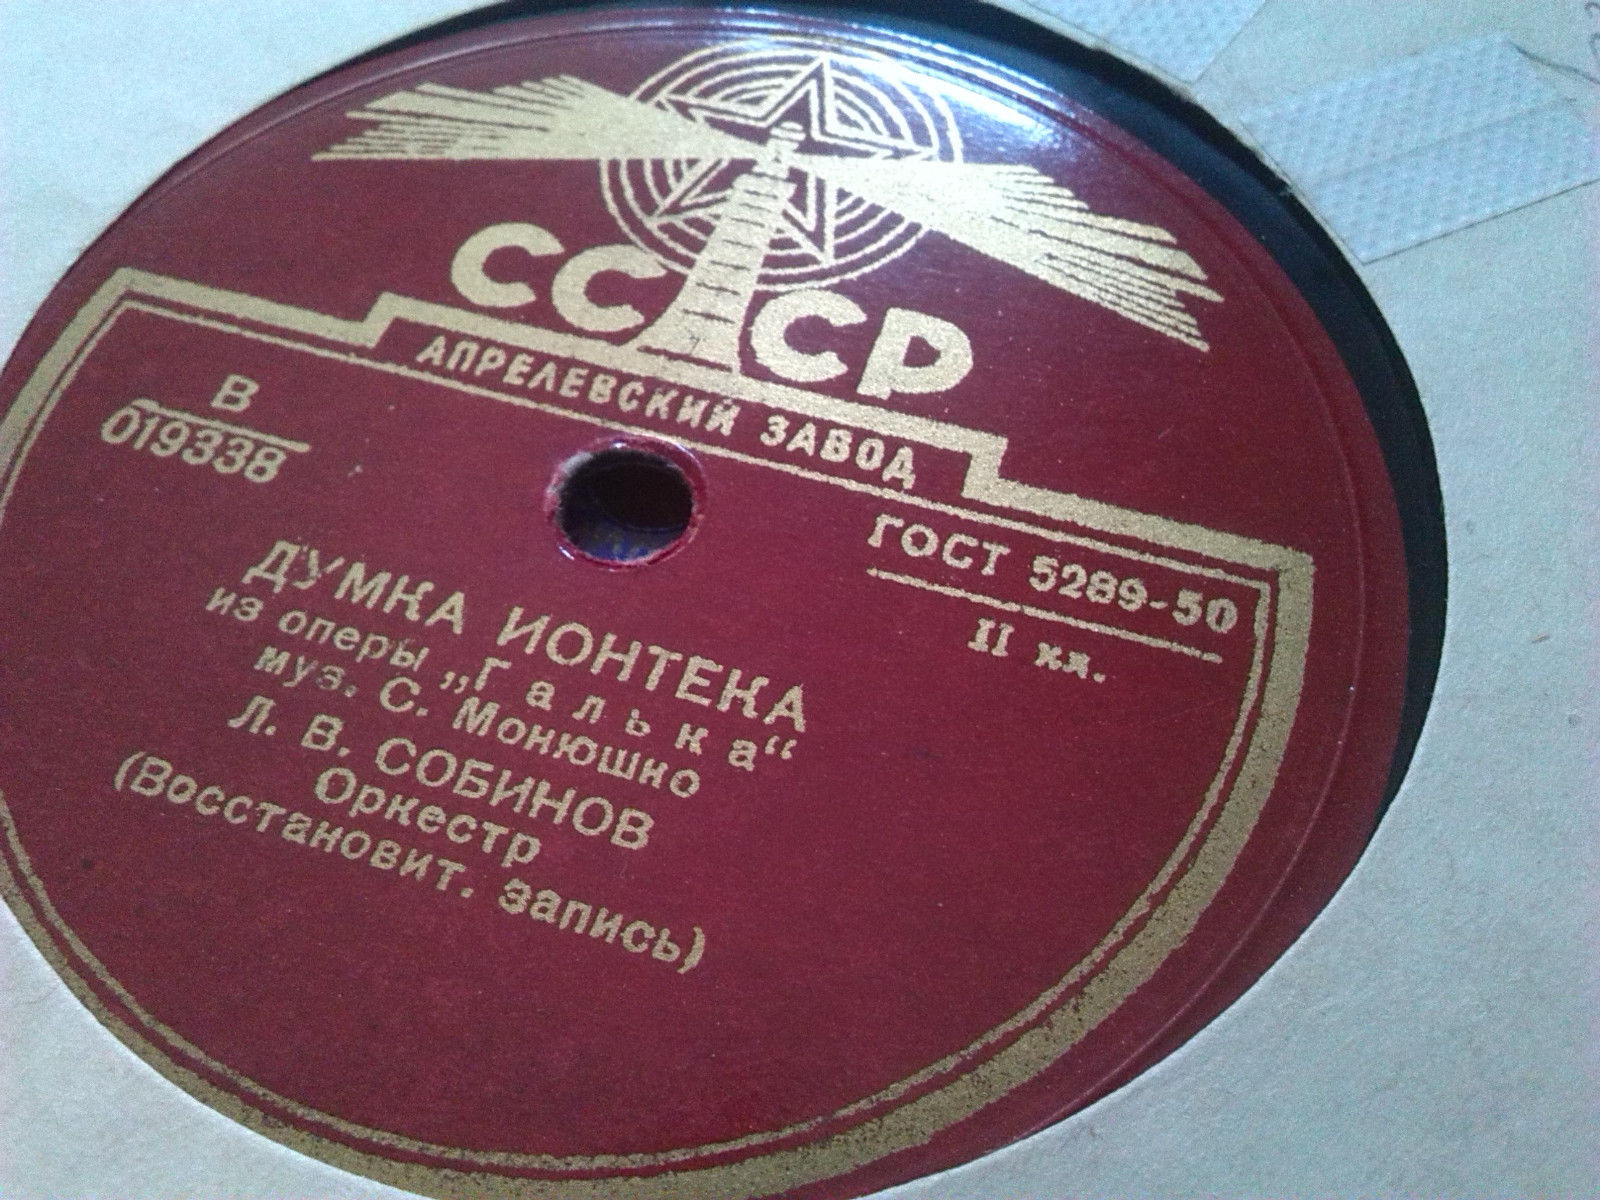 СССР
АПРЕЛЕВСКИЙ ЗАВОД
В
019338
ГОСТ 5289-50
II кл.
ДУМКА ИОНТЕКА
из оперы „Галька“
муз. С. Монюшко
Л. В. СОБИНОВ
Оркестр
(Восстановит. запись)